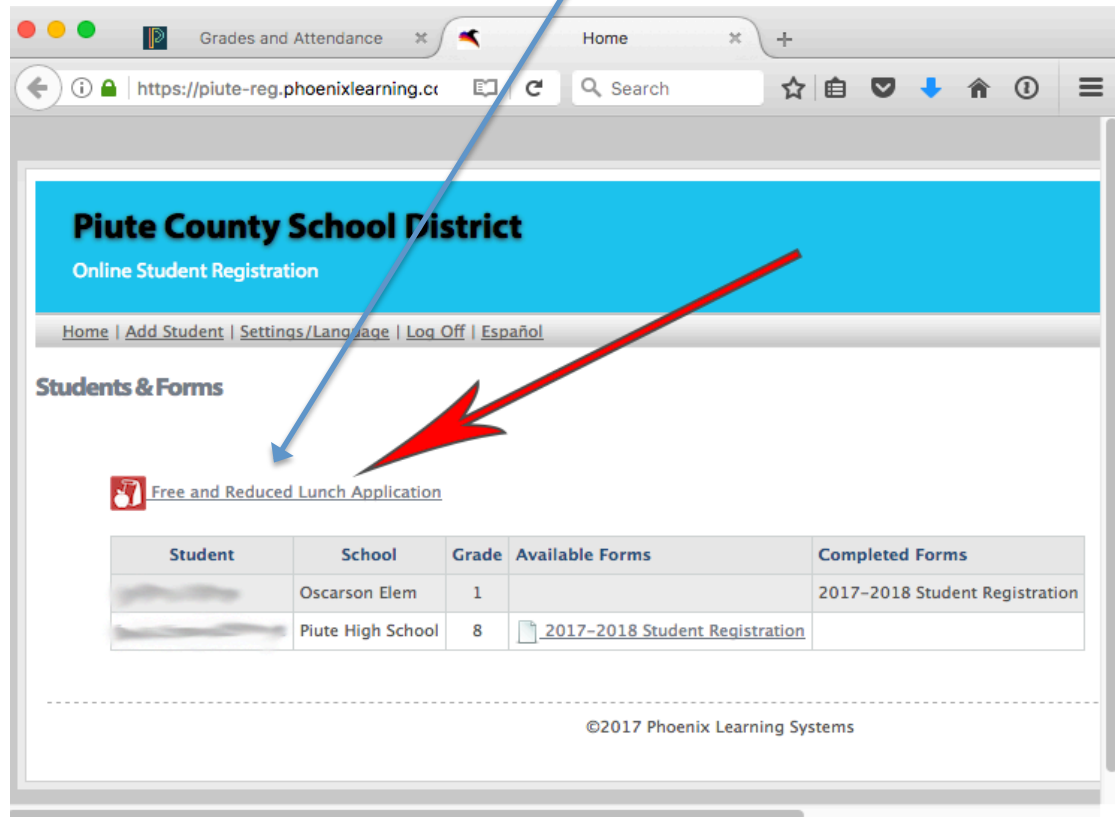 Grades and Attendance
Home
https://piute-reg.phoenixlearning.cc
Search
Piute County School District
Online Student Registration
Home | Add Student | Settings/Language | Log Off | Español
Students & Forms
Free and Reduced Lunch Application
Student School Grade Available Forms Completed Forms
Oscarson Elem 1 2017-2018 Student Registration
Piute High School 8 2017-2018 Student Registration
©2017 Phoenix Learning Systems